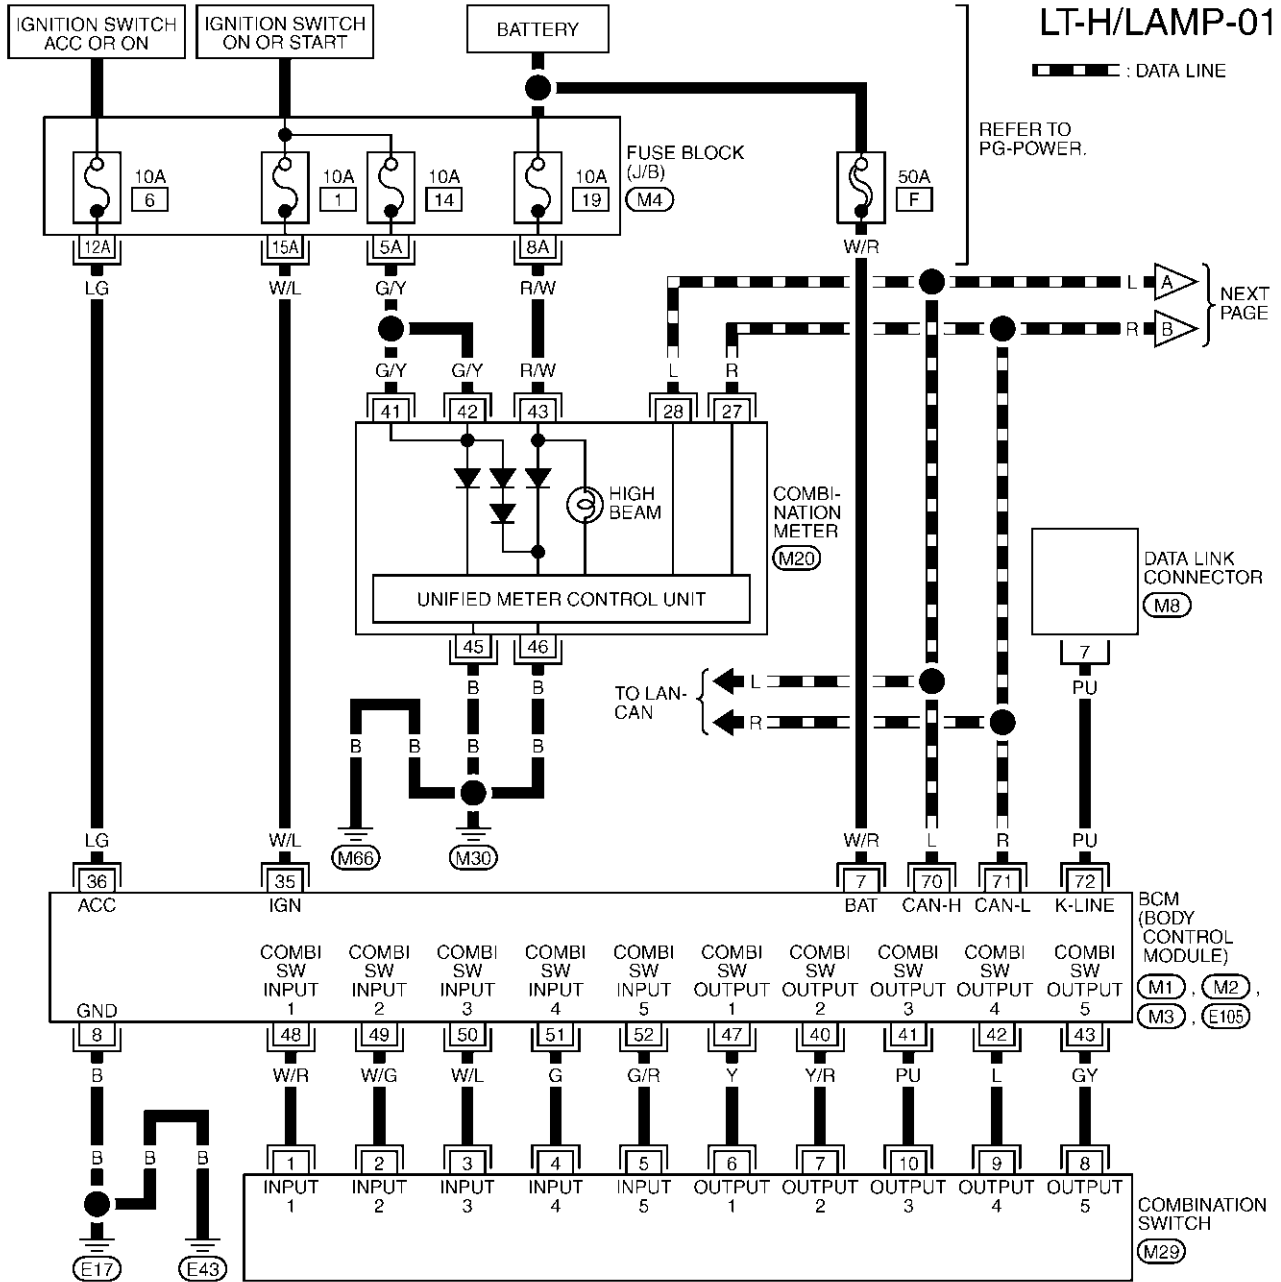 LT-H/LAMP-01
IGNITION SWITCH
ACC OR ON
IGNITION SWITCH
ON OR START
BATTERY
: DATA LINE
REFER TO
PG-POWER.
FUSE BLOCK
(J/B)
M4
10A
6
10A
1
10A
14
10A
19
50A
F
12A
15A
5A
8A
W/R
LG
W/L
G/Y
R/W
L
A
R
B
NEXT
PAGE
G/Y
G/Y
R/W
L
R
41
42
43
28
27
HIGH
BEAM
COMBI-
NATION
METER
M20
UNIFIED METER CONTROL UNIT
DATA LINK
CONNECTOR
M8
45
46
7
B
B
PU
TO LAN-
CAN
L
R
B
B
B
B
M66
M30
LG
W/L
W/R
L
R
PU
36
35
7
70
71
72
ACC
IGN
BAT
CAN-H
CAN-L
K-LINE
BCM
(BODY
CONTROL
MODULE)
M1 , M2 ,
M3 , E105
COMBI
SW
INPUT
1
COMBI
SW
INPUT
2
COMBI
SW
INPUT
3
COMBI
SW
INPUT
4
COMBI
SW
INPUT
5
COMBI
SW
OUTPUT
1
COMBI
SW
OUTPUT
2
COMBI
SW
OUTPUT
3
COMBI
SW
OUTPUT
4
COMBI
SW
OUTPUT
5
GND
8
48
49
50
51
52
47
40
41
42
43
B
W/R
W/G
W/L
G
G/R
Y
Y/R
PU
L
GY
B
B
B
1
2
3
4
5
6
7
10
9
8
INPUT
1
INPUT
2
INPUT
3
INPUT
4
INPUT
5
OUTPUT
1
OUTPUT
2
OUTPUT
3
OUTPUT
4
OUTPUT
5
COMBINATION
SWITCH
M29
E17
E43